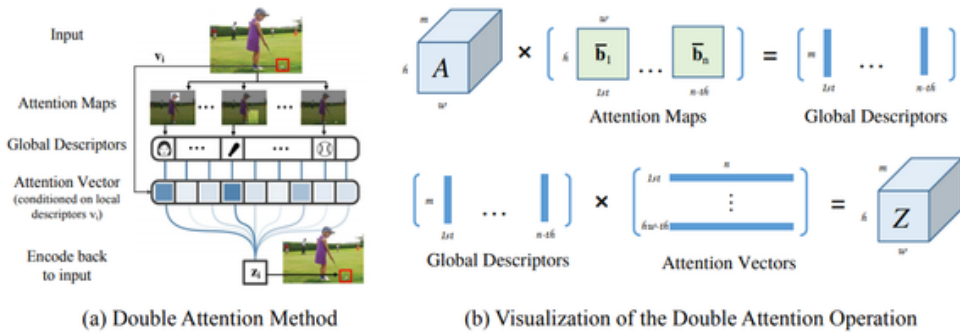 Input
v_i
Attention Maps
Global Descriptors
Attention Vector
(conditioned on local
descriptors v_i)
Encode back
to input
z_i
(a) Double Attention Method
m
h
A
w
×
w
h
b̄_1
...
b̄_n
1st
n-th
Attention Maps
=
m
1st
...
n-th
Global Descriptors
m
1st
...
n-th
Global Descriptors
×
n
1st
⋮
hw-th
Attention Vectors
=
m
h
Z
w
(b) Visualization of the Double Attention Operation